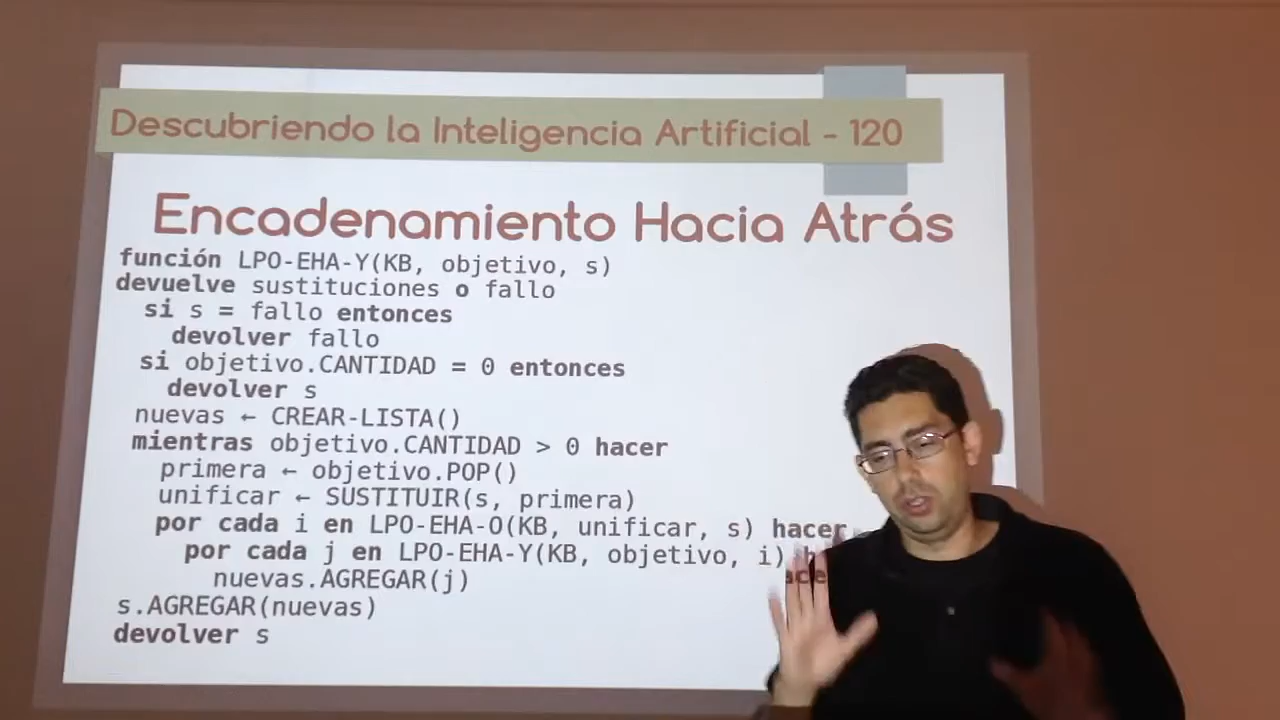 Descubriendo la Inteligencia Artificial - 120
Encadenamiento Hacia Atrás
función LPO-EHA-Y(KB, objetivo, s)
devuelve sustituciones o fallo
si s = fallo entonces
devolver fallo
si objetivo.CANTIDAD = 0 entonces
devolver s
nuevas ← CREAR-LISTA()
mientras objetivo.CANTIDAD > 0 hacer
primera ← objetivo.POP()
unificar ← SUSTITUIR(s, primera)
por cada i en LPO-EHA-O(KB, unificar, s) hacer
por cada j en LPO-EHA-Y(KB, objetivo, i)
nuevas.AGREGAR(j)
s.AGREGAR(nuevas)
devolver s